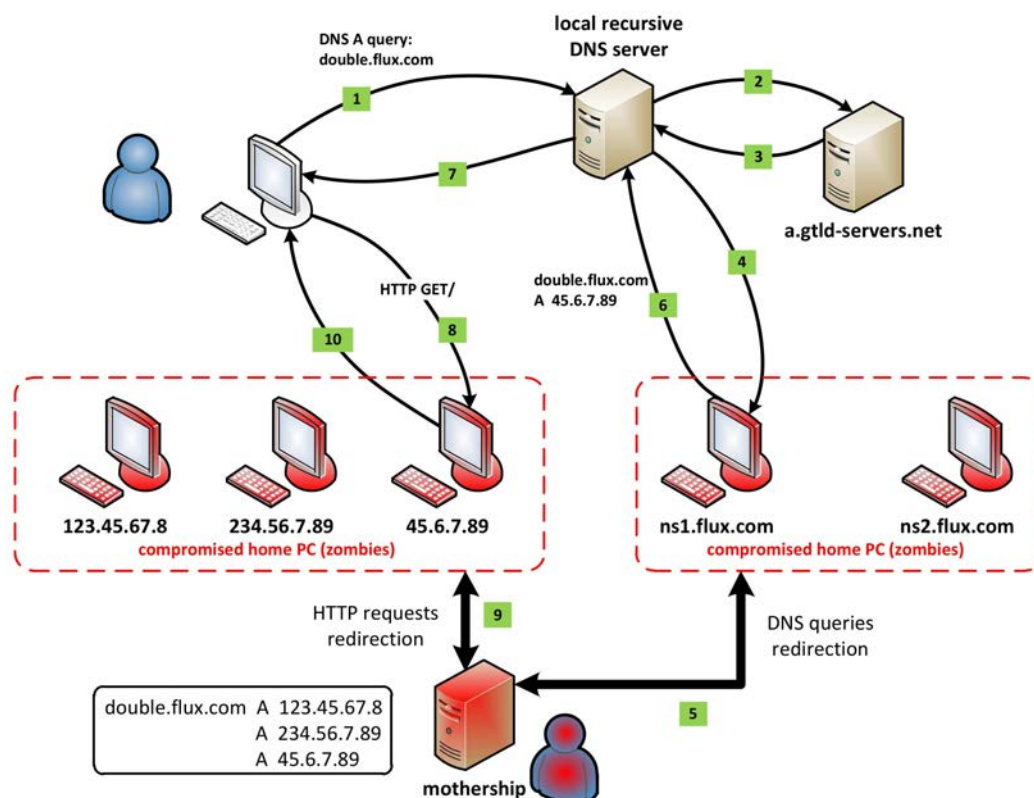 local recursive
DNS server
DNS A query:
double.flux.com
1
2
3
7
a.gtld-servers.net
4
double.flux.com
A 45.6.7.89
6
HTTP GET/
8
10
123.45.67.8
234.56.7.89
45.6.7.89
compromised home PC (zombies)
ns1.flux.com
ns2.flux.com
compromised home PC (zombies)
HTTP requests
redirection
9
DNS queries
redirection
5
double.flux.com A 123.45.67.8
A 234.56.7.89
A 45.6.7.89
mothership